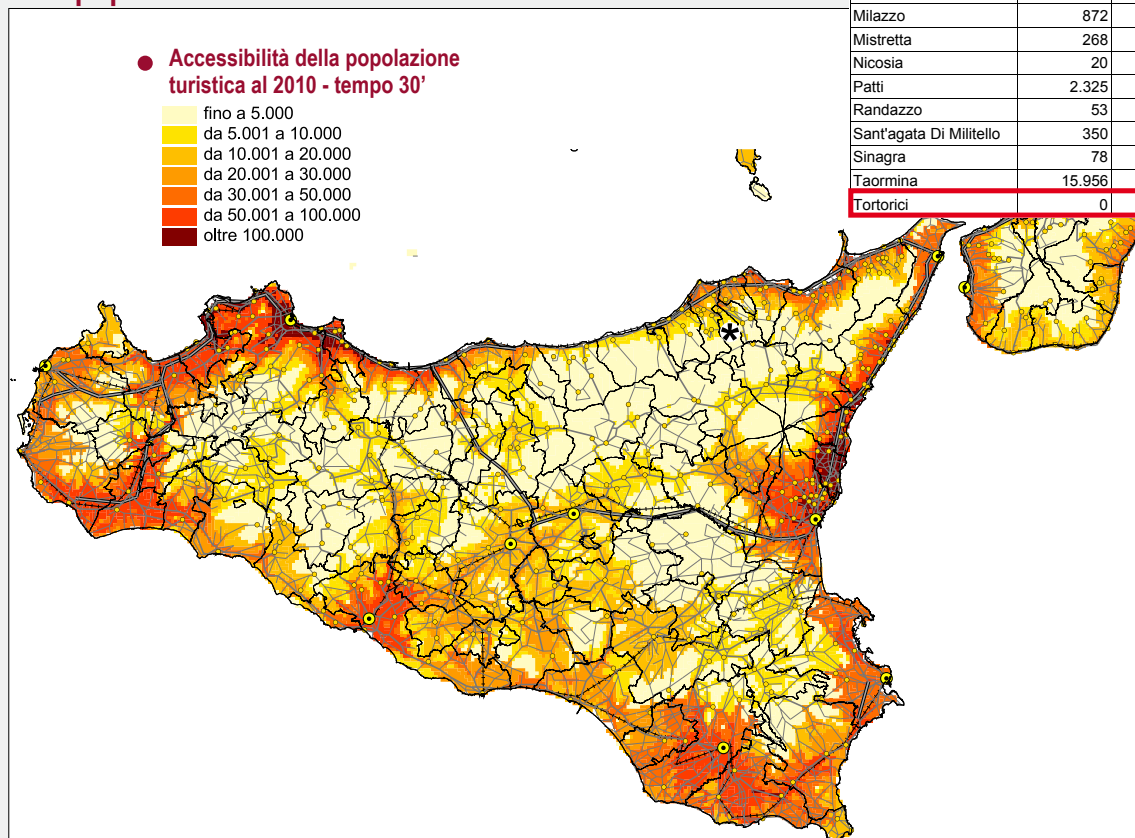 ● Accessibilità della popolazione
turistica al 2010 - tempo 30'
fino a 5.000
da 5.001 a 10.000
da 10.001 a 20.000
da 20.001 a 30.000
da 30.001 a 50.000
da 50.001 a 100.000
oltre 100.000
Milazzo 872
Mistretta 268
Nicosia 20
Patti 2.325
Randazzo 53
Sant'agata Di Militello 350
Sinagra 78
Taormina 15.956
Tortorici 0
*